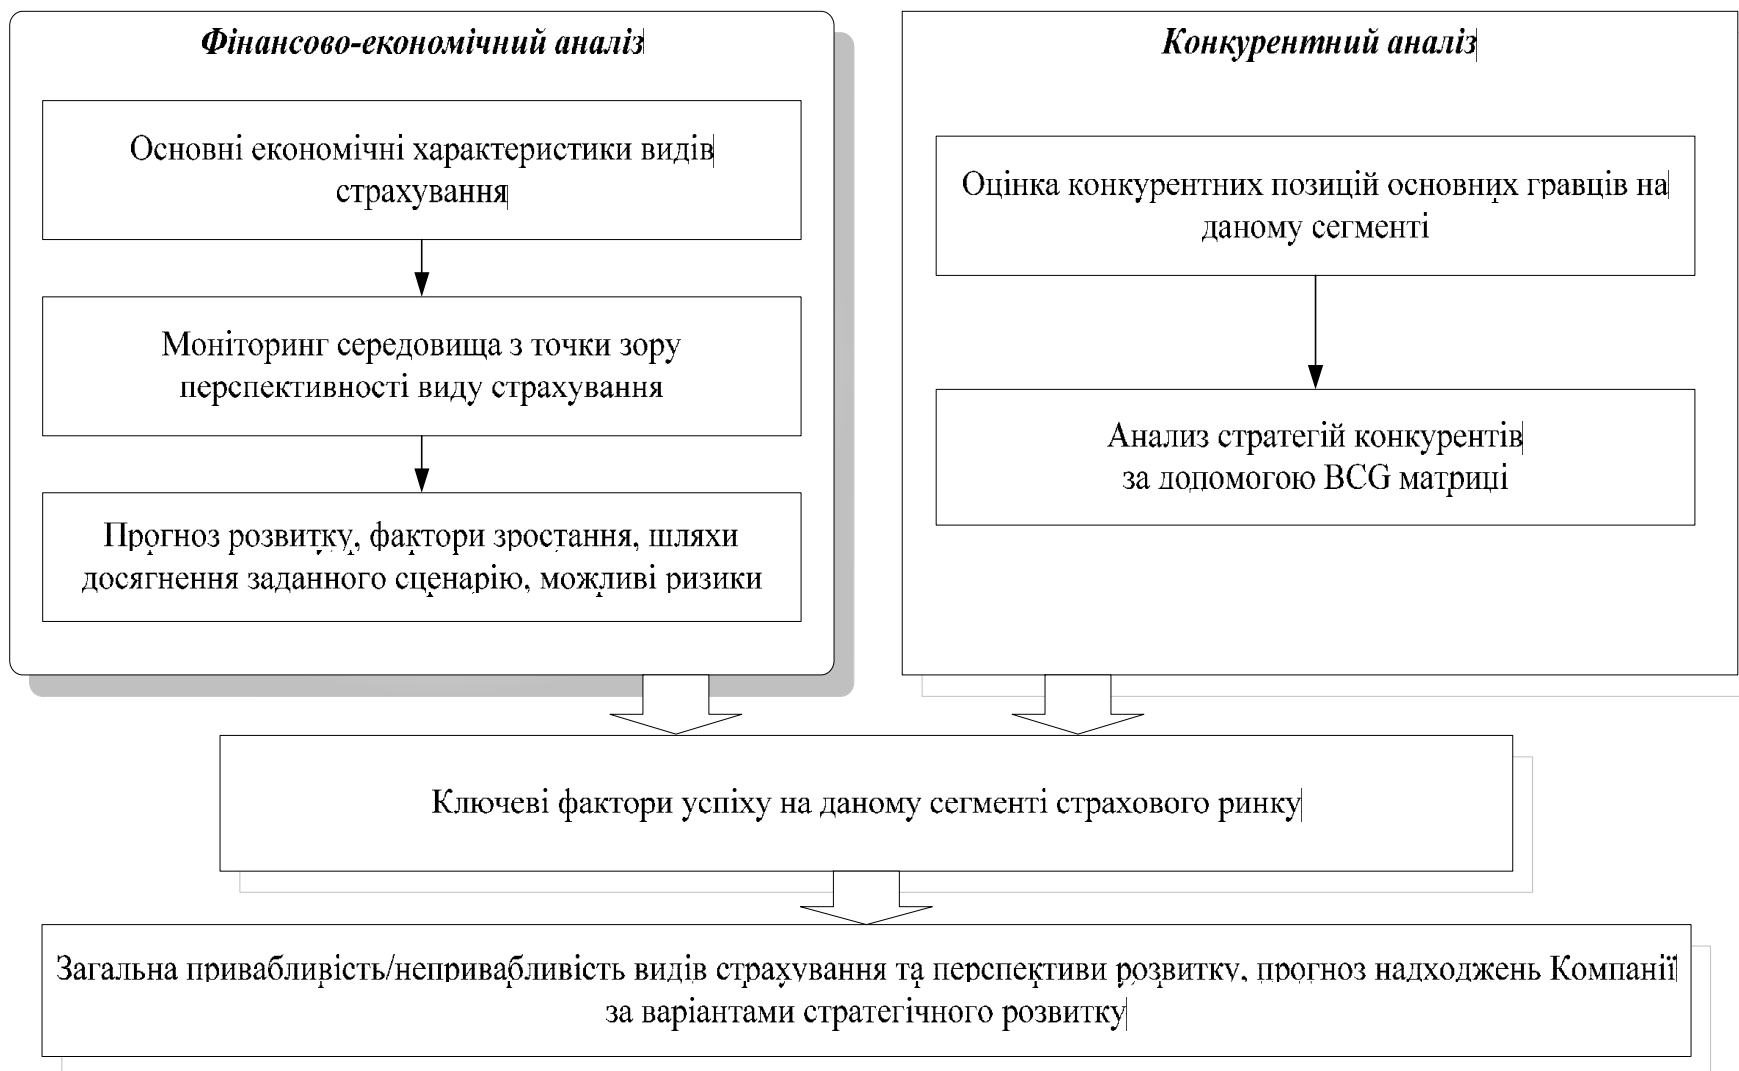 Фінансово-економічний аналіз
Основні економічні характеристики видів
страхування
Моніторинг середовища з точки зору
перспективності виду страхування
Прогноз розвитку, фактори зростання, шляхи
досягнення заданного сценарію, можливі ризики
Конкурентний аналіз
Оцінка конкурентних позицій основних гравців на
даному сегменті
Анализ стратегій конкурентів
за допомогою BCG матриці
Ключеві фактори успіху на даному сегменті страхового ринку
Загальна привабливість/непривабливість видів страхування та перспективи розвитку, прогноз надходжень Компанії
за варіантами стратегічного розвитку